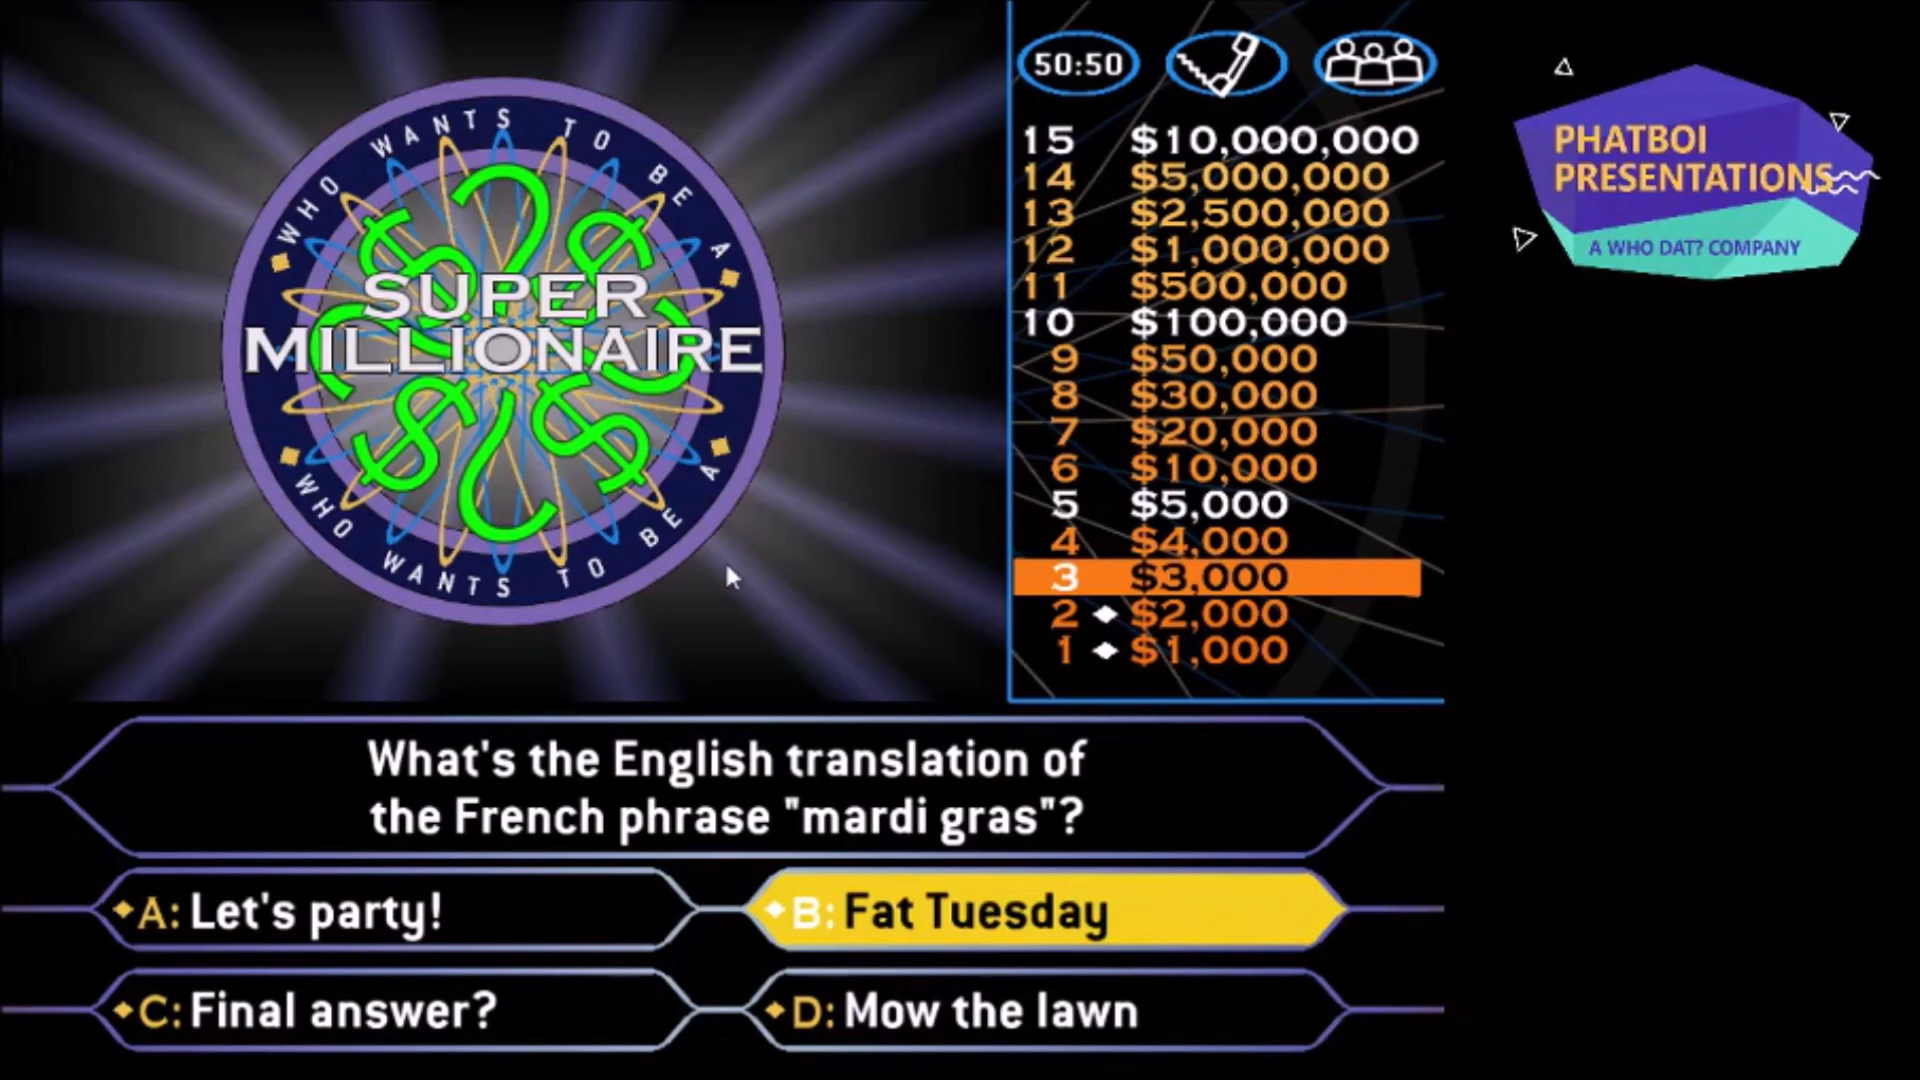 WHO WANTS TO BE A
SUPER
MILLIONAIRE
WHO WANTS TO BE A
50:50
15 $10,000,000
14 $5,000,000
13 $2,500,000
12 $1,000,000
11 $500,000
10 $100,000
9 $50,000
8 $30,000
7 $20,000
6 $10,000
5 $5,000
4 $4,000
3 $3,000
2 $2,000
1 $1,000
PHATBOI
PRESENTATIONS
A WHO DAT? COMPANY
What's the English translation of
the French phrase "mardi gras"?
A: Let's party!
B: Fat Tuesday
C: Final answer?
D: Mow the lawn